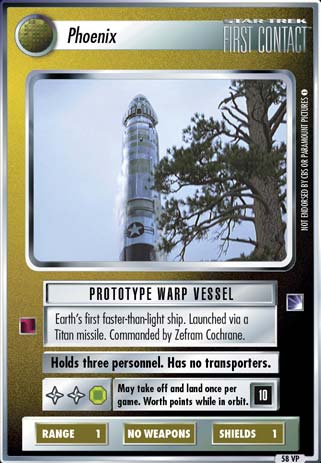 Phoenix
STAR TREK
FIRST CONTACT
NOT ENDORSED BY CBS OR PARAMOUNT PICTURES
PROTOTYPE WARP VESSEL
Earth's first faster-than-light ship. Launched via a
Titan missile. Commanded by Zefram Cochrane.
Holds three personnel. Has no transporters.
May take off and land once per
game. Worth points while in orbit.
10
RANGE 1
NO WEAPONS
SHIELDS 1
58 VP